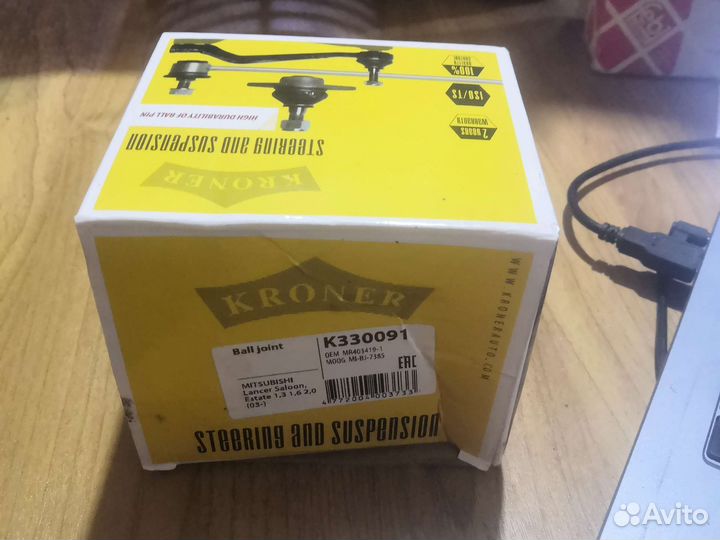 100%
ISO/TS
2 YEARS
WARRANTY
HIGH DURABILITY OF BALL PIN
STEERING AND SUSPENSION
KRONER
KRONER
WWW.KRONERAUTO.COM
Ball joint
K330091
OEM MR403419-1
MOOG MI-BJ-7385
EAC
MITSUBISHI
Lancer Saloon,
Estate 1,3 1,6 2,0
(03-)
4772004003733
STEERING AND SUSPENSION
Avito